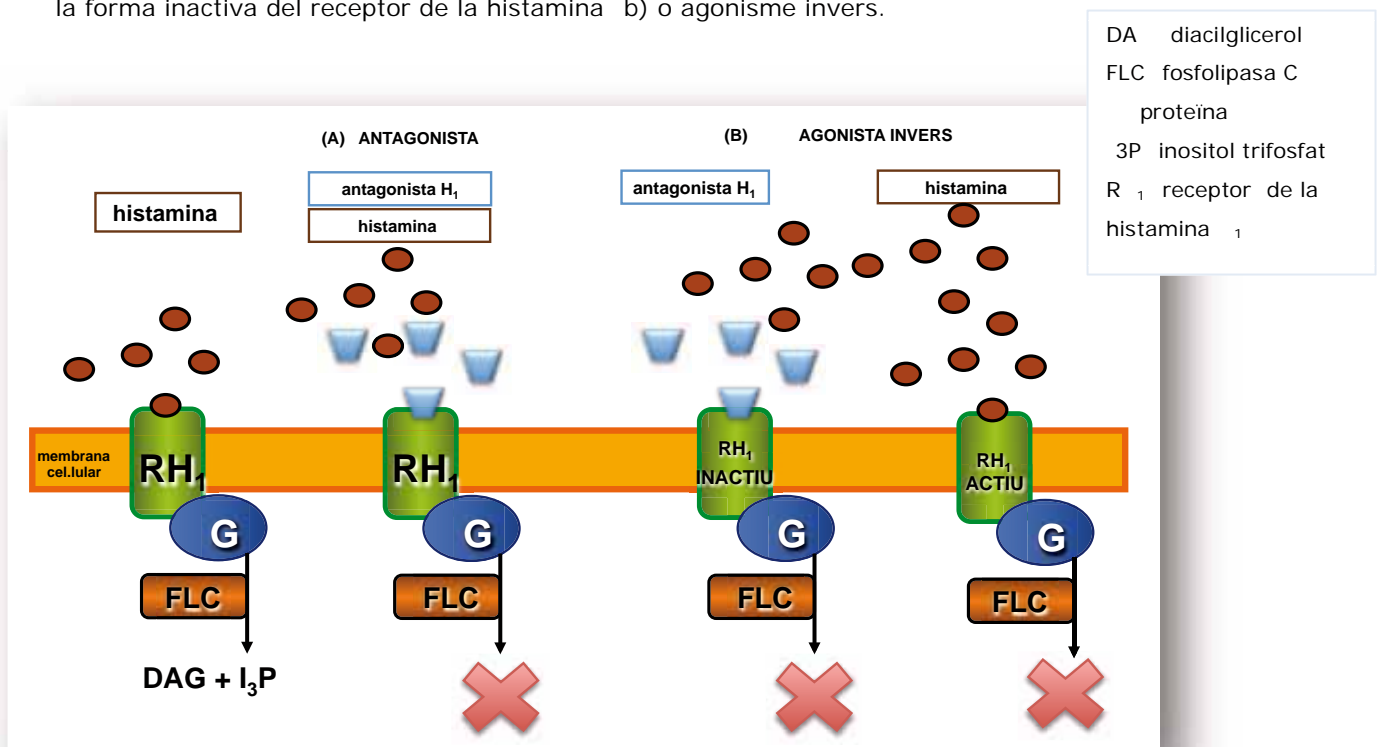 la forma inactiva del receptor de la histamina b) o agonisme invers.
DA diacilglicerol
FLC fosfolipasa C
proteïna
3P inositol trifosfat
R ₁ receptor de la
histamina ₁
(A) ANTAGONISTA
(B) AGONISTA INVERS
histamina
antagonista H₁
histamina
antagonista H₁
histamina
membrana
cel.lular
RH₁
RH₁
RH₁
INACTIU
RH₁
ACTIU
G
G
G
G
FLC
FLC
FLC
FLC
DAG + I₃P